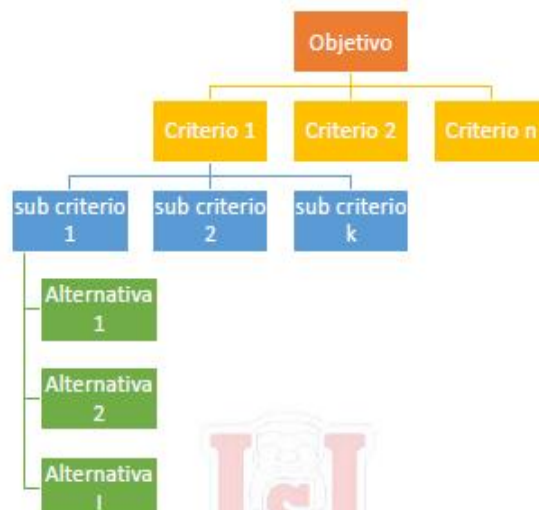 Objetivo
Criterio 1
Criterio 2
Criterio n
sub criterio
1
sub criterio
2
sub criterio
k
Alternativa
1
Alternativa
2
Alternativa